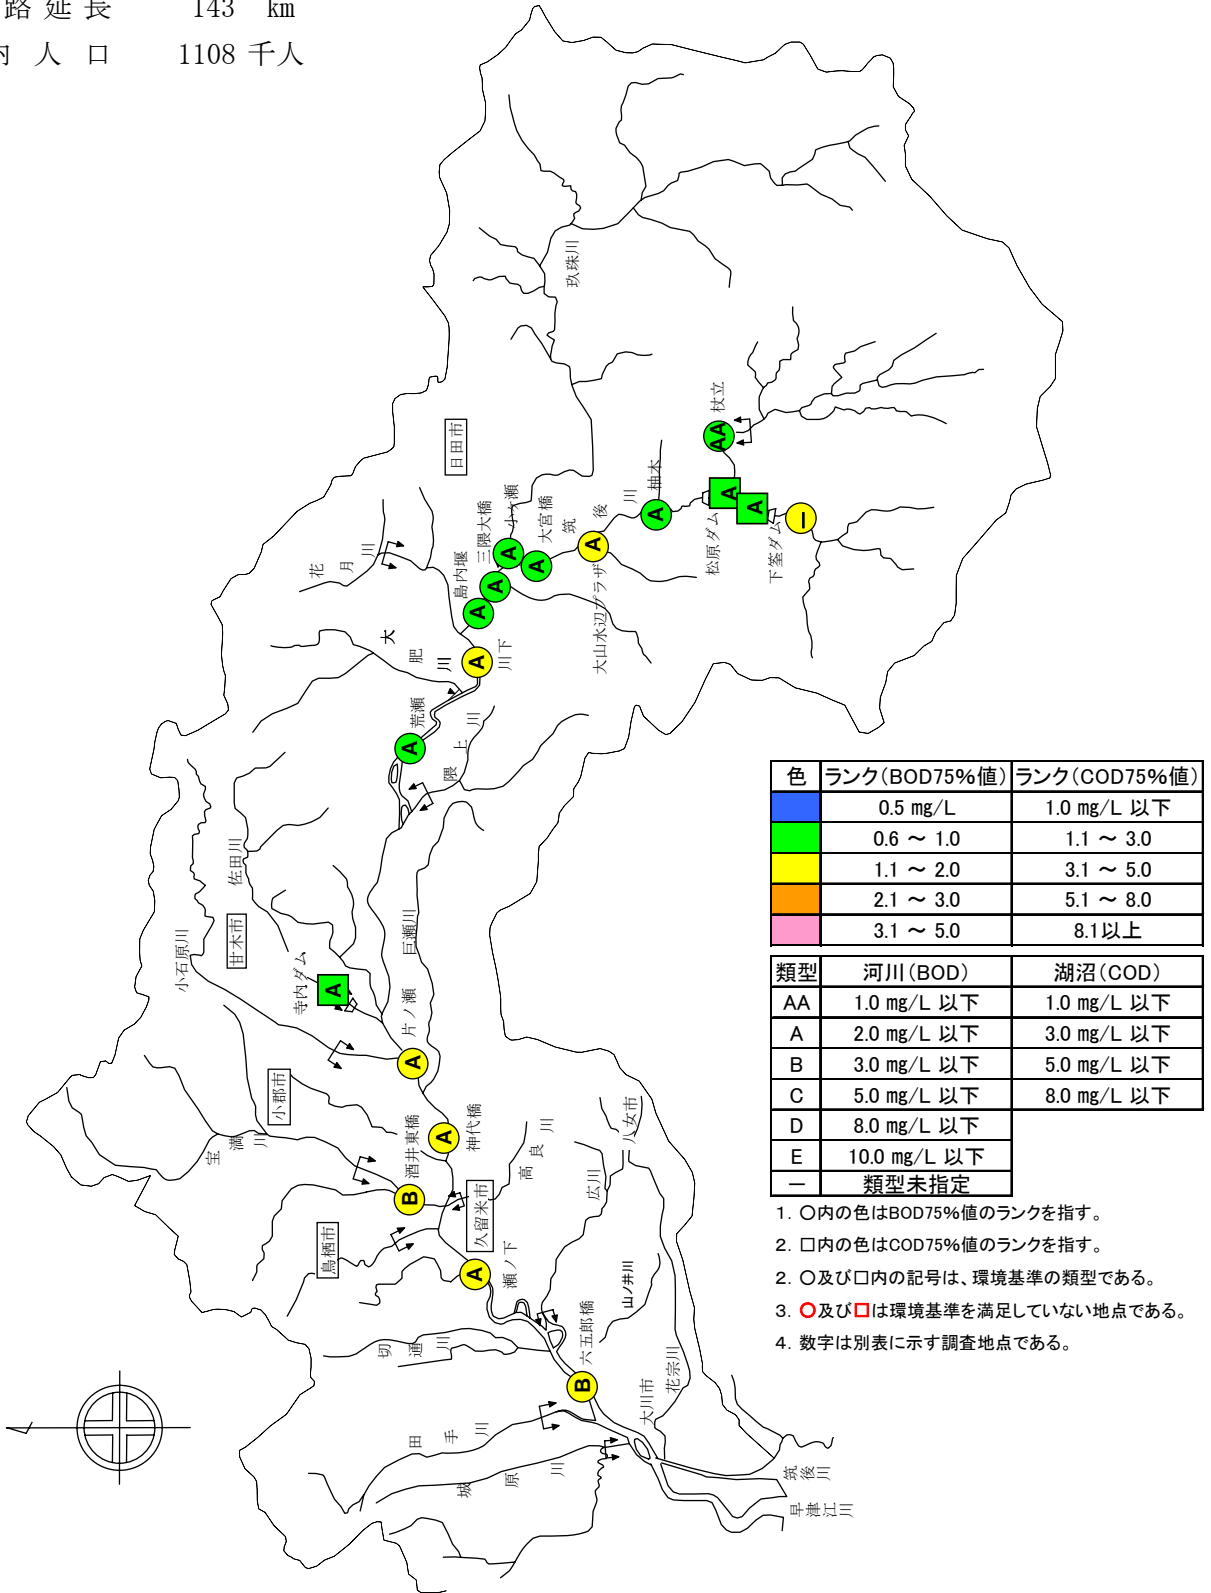 路 延 長 143 km
内 人 口 1108 千人
玖珠川
日田市
杖立
AA
花月川
島内堰
三隈大橋
小ヶ瀬
大宮橋
筑後川
柚木
A
A
A
A
A
A
A
A
A
松原ダム
下筌ダム
－
大山水辺プラザ
大肥川
川下
荒瀬
A
隈上川
佐田川
甘木市
小石原川
寺内ダム
A
巨瀬川
片ノ瀬
A
小郡市
宝満川
酒井東橋
B
神代橋
A
高良川
久留米市
鳥栖市
瀬ノ下
A
広川
八女市
山ノ井川
切通川
六五郎橋
B
大川市
花宗川
田手川
城原川
筑後川
早津江川
色 ランク(BOD75%値) ランク(COD75%値)
0.5 mg/L 1.0 mg/L 以下
0.6 ～ 1.0 1.1 ～ 3.0
1.1 ～ 2.0 3.1 ～ 5.0
2.1 ～ 3.0 5.1 ～ 8.0
3.1 ～ 5.0 8.1以上
類型 河川(BOD) 湖沼(COD)
AA 1.0 mg/L 以下 1.0 mg/L 以下
A 2.0 mg/L 以下 3.0 mg/L 以下
B 3.0 mg/L 以下 5.0 mg/L 以下
C 5.0 mg/L 以下 8.0 mg/L 以下
D 8.0 mg/L 以下
E 10.0 mg/L 以下
－ 類型未指定
1. ○内の色はBOD75%値のランクを指す。
2. □内の色はCOD75%値のランクを指す。
2. ○及び□内の記号は、環境基準の類型である。
3. ○及び□は環境基準を満足していない地点である。
4. 数字は別表に示す調査地点である。